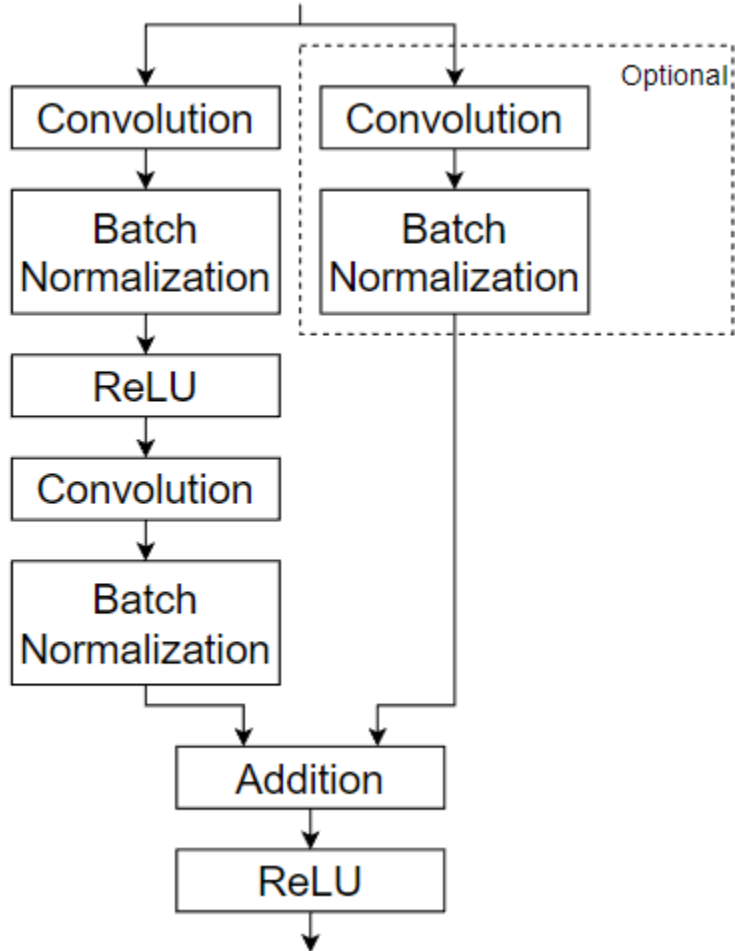 Optional
Convolution
Convolution
Batch
Normalization
Batch
Normalization
ReLU
Convolution
Batch
Normalization
Addition
ReLU